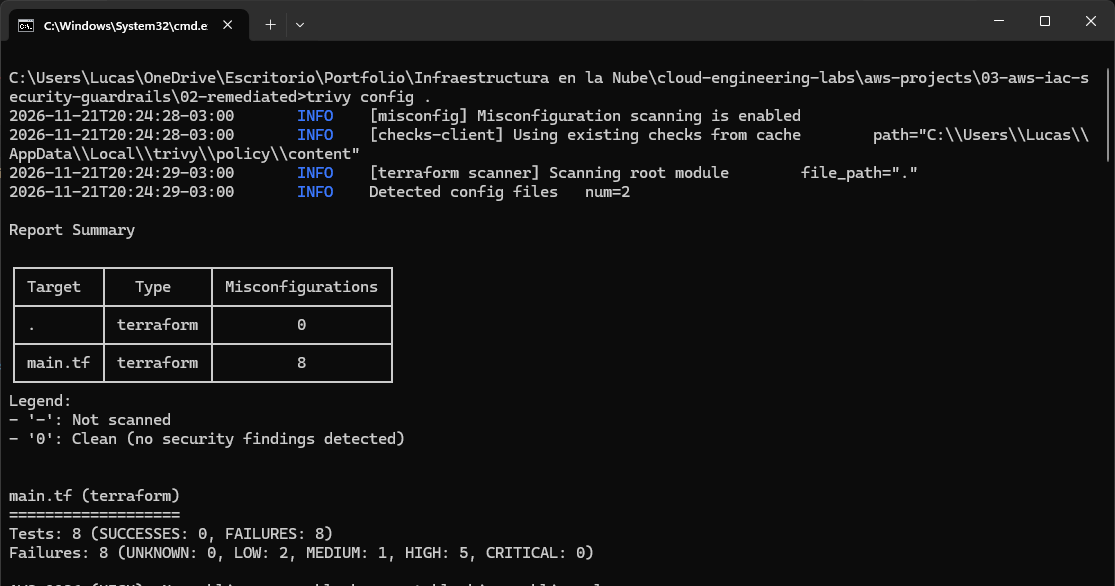 C:\Windows\System32\cmd.e
C:\Users\Lucas\OneDrive\Escritorio\Portfolio\Infraestructura en la Nube\cloud-engineering-labs\aws-projects\03-aws-iac-s
ecurity-guardrails\02-remediated>trivy config .
2026-11-21T20:24:28-03:00 INFO [misconfig] Misconfiguration scanning is enabled
2026-11-21T20:24:28-03:00 INFO [checks-client] Using existing checks from cache path="C:\\Users\\Lucas\\
AppData\\Local\\trivy\\policy\\content"
2026-11-21T20:24:29-03:00 INFO [terraform scanner] Scanning root module file_path="."
2026-11-21T20:24:29-03:00 INFO Detected config files num=2
Report Summary
Target Type Misconfigurations
. terraform 0
main.tf terraform 8
Legend:
- '-': Not scanned
- '0': Clean (no security findings detected)
main.tf (terraform)
===================
Tests: 8 (SUCCESSES: 0, FAILURES: 8)
Failures: 8 (UNKNOWN: 0, LOW: 2, MEDIUM: 1, HIGH: 5, CRITICAL: 0)